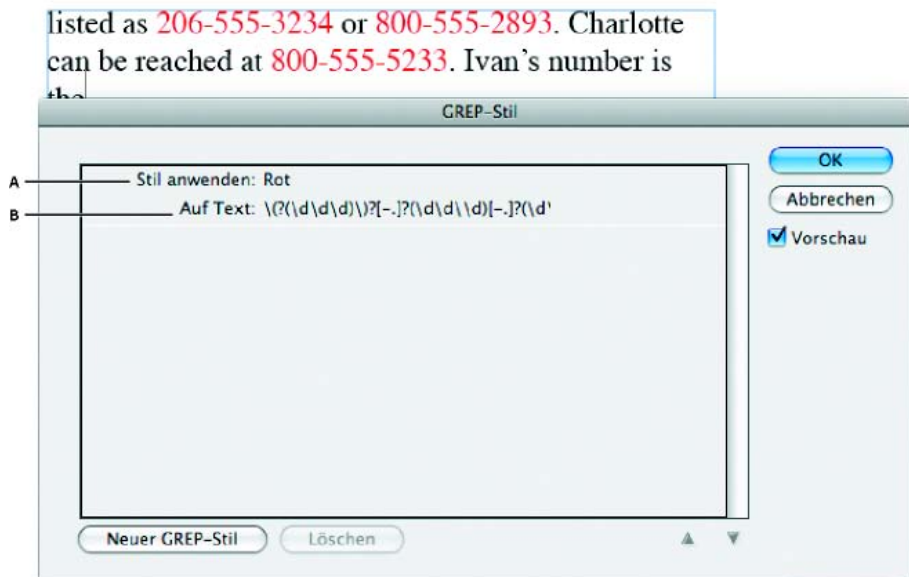 listed as 206-555-3234 or 800-555-2893. Charlotte
can be reached at 800-555-5233. Ivan's number is
the
GREP-Stil
A
Stil anwenden: Rot
B
Auf Text: \(?(\d\d\d)\)?[-.]?(\d\d\\d)[-.]?(\d'
OK
Abbrechen
Vorschau
Neuer GREP-Stil
Löschen